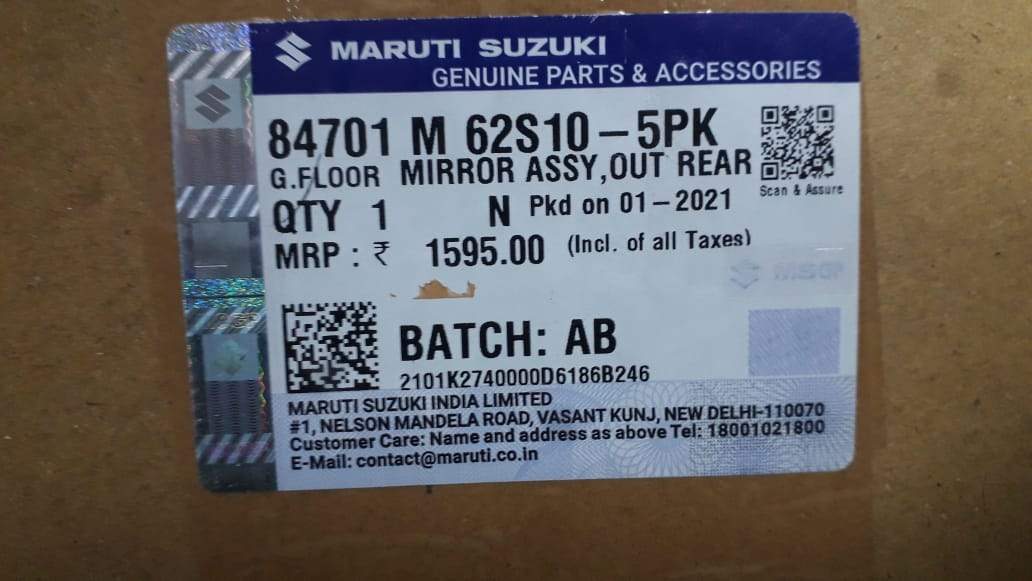 MARUTI SUZUKI
GENUINE PARTS & ACCESSORIES
84701 M 62S10-5PK
G.FLOOR MIRROR ASSY,OUT REAR
Scan & Assure
QTY 1 N Pkd on 01-2021
MRP : ₹ 1595.00 (Incl. of all Taxes)
MSGP
BATCH: AB
2101K2740000D6186B246
MARUTI SUZUKI INDIA LIMITED
#1, NELSON MANDELA ROAD, VASANT KUNJ, NEW DELHI-110070
Customer Care: Name and address as above Tel: 18001021800
E-Mail: contact@maruti.co.in